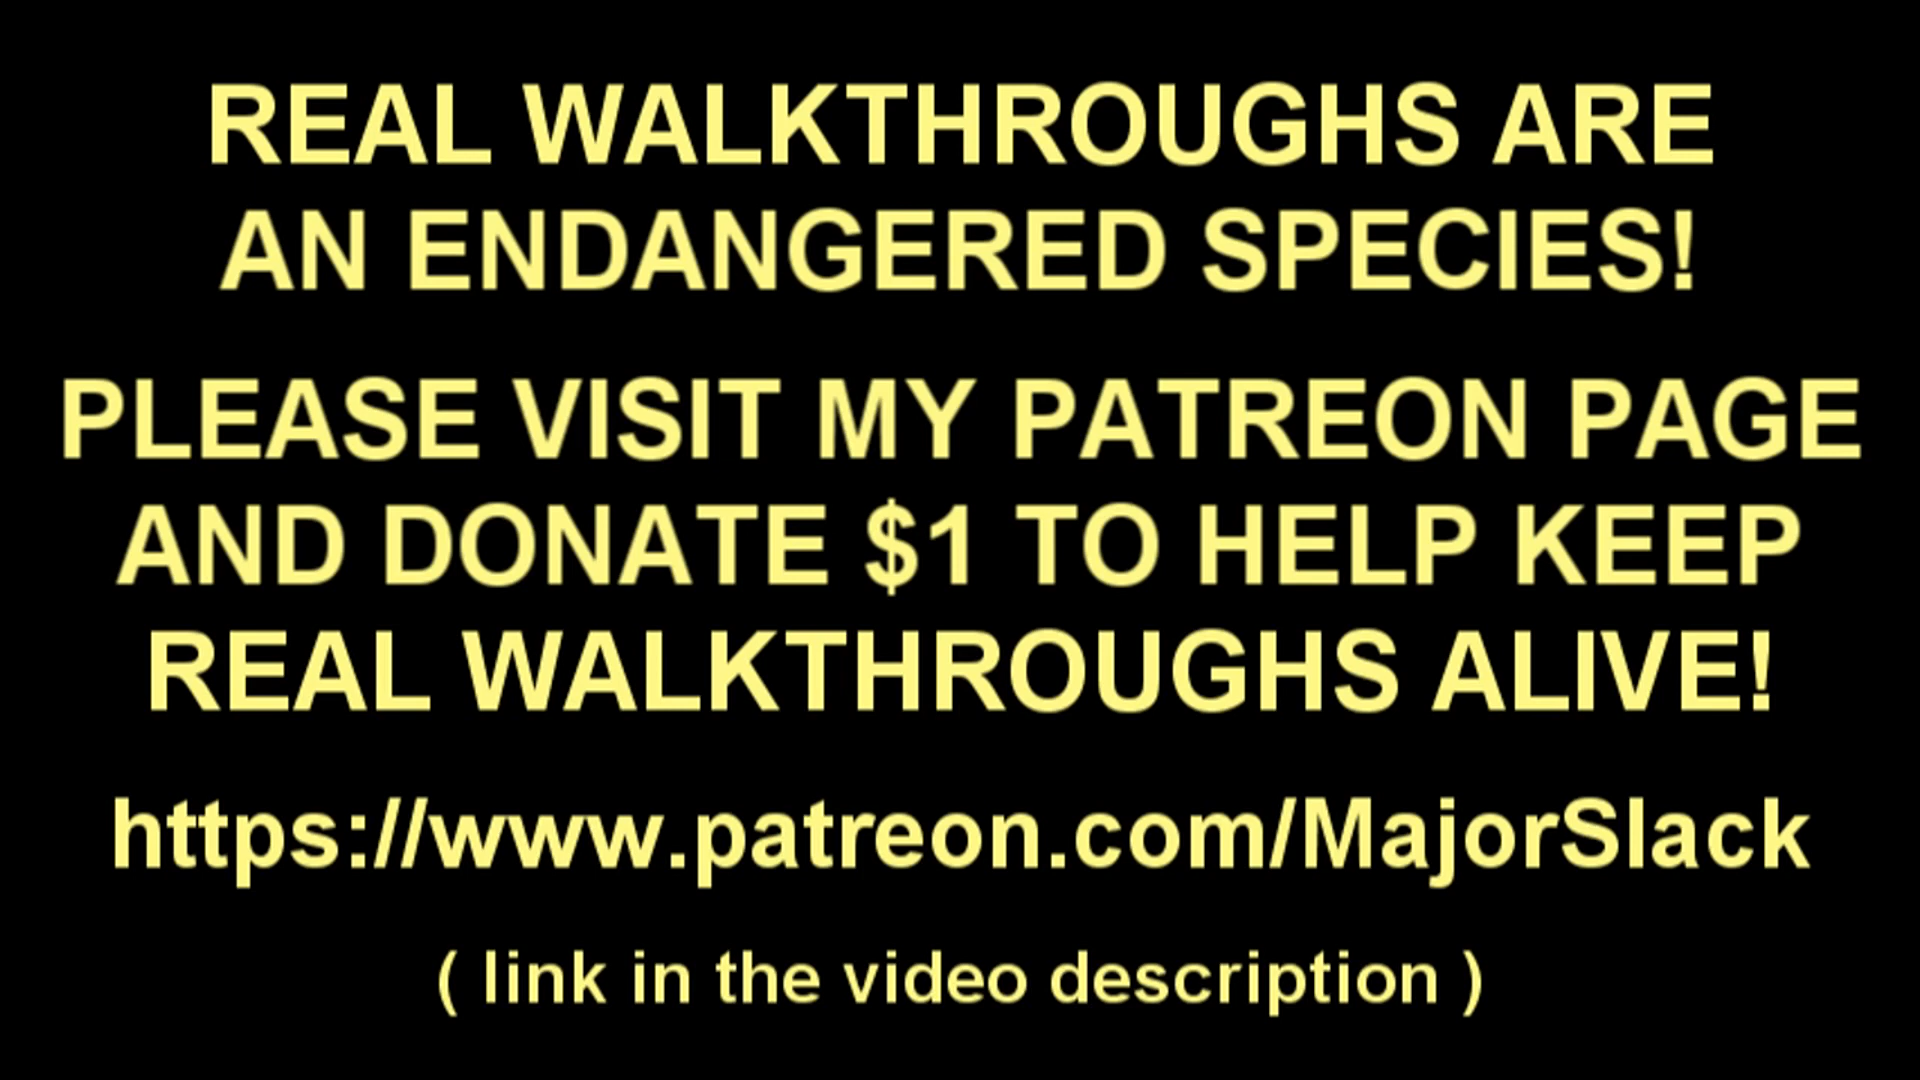 REAL WALKTHROUGHS ARE
AN ENDANGERED SPECIES!
PLEASE VISIT MY PATREON PAGE
AND DONATE $1 TO HELP KEEP
REAL WALKTHROUGHS ALIVE!
https://www.patreon.com/MajorSlack
( link in the video description )